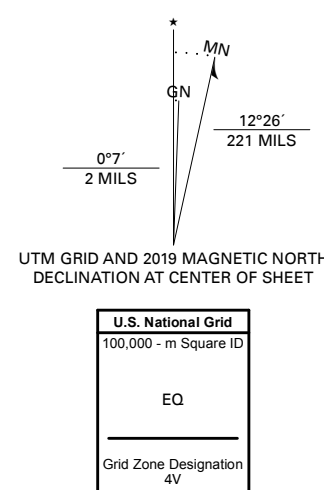 ★
MN
GN
12°26´
221 MILS
0°7´
2 MILS
UTM GRID AND 2019 MAGNETIC NORTH
DECLINATION AT CENTER OF SHEET
U.S. National Grid
100,000 - m Square ID
EQ
Grid Zone Designation
4V